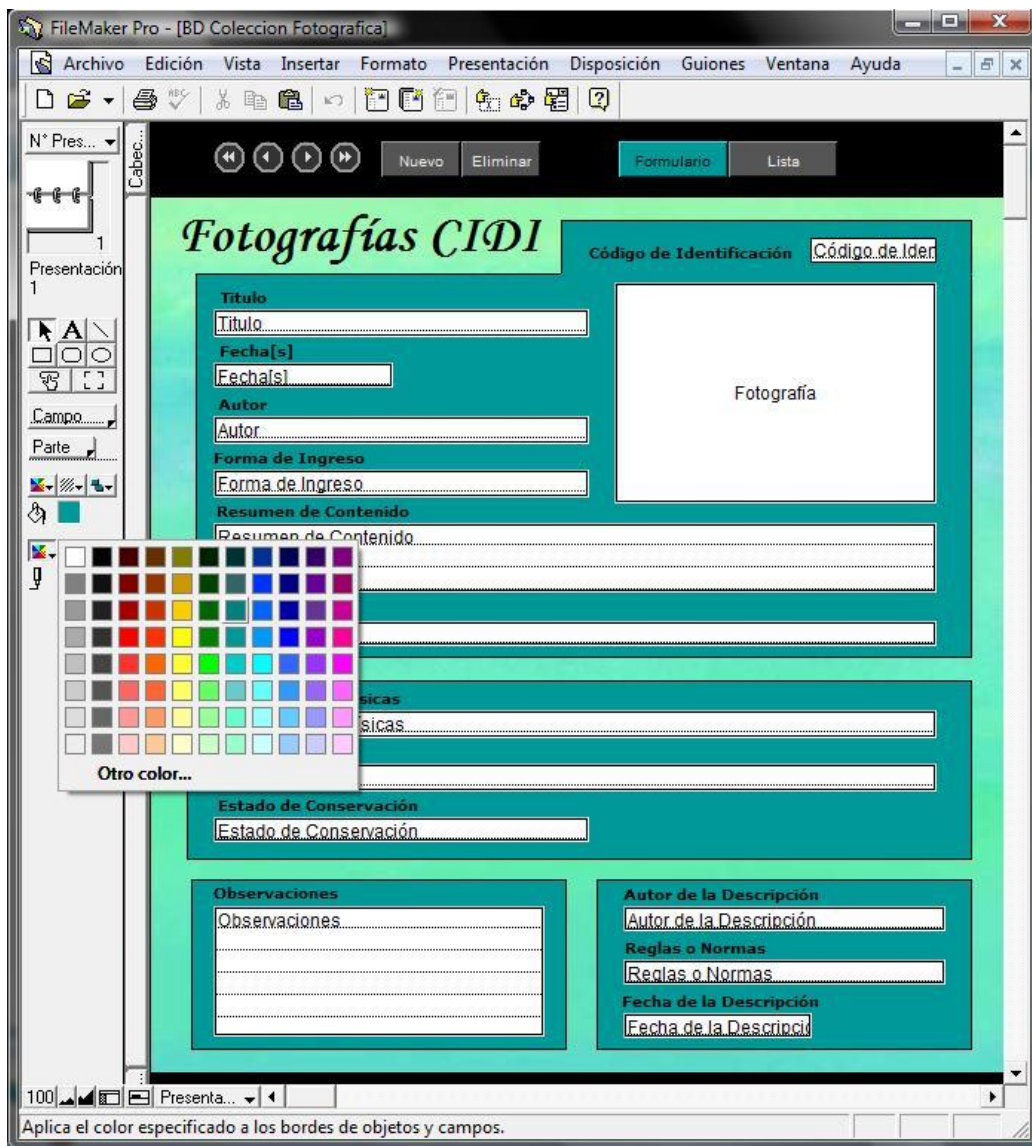 FileMaker Pro - [BD Coleccion Fotografica]
Archivo Edición Vista Insertar Formato Presentación Disposición Guiones Ventana Ayuda
ABC
N° Pres...
Cabec...
Nuevo Eliminar Formulario Lista
1
Presentación
1
Fotografías CIDI
Código de Identificación Código de Iden
Titulo
Titulo
Fecha[s]
Fecha[s]
Fotografía
Autor
Autor
Forma de Ingreso
Forma de Ingreso
Resumen de Contenido
Resumen de Contenido
A
Campo
Parte
Otro color...
sicas
sicas
Estado de Conservación
Estado de Conservación
Observaciones
Observaciones
Autor de la Descripción
Autor de la Descripción
Reglas o Normas
Reglas o Normas
Fecha de la Descripción
Fecha de la Descripció
100 Presenta...
Aplica el color especificado a los bordes de objetos y campos.